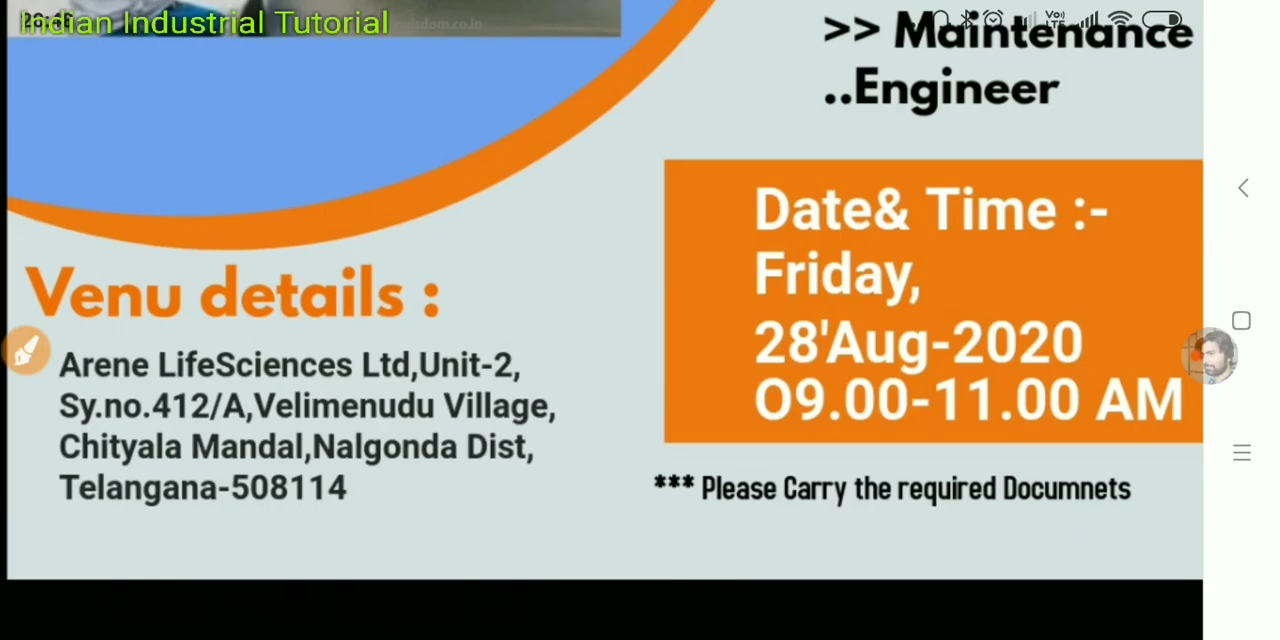 Indian Industrial Tutorial
>> Maintenance
..Engineer
Date& Time :-
Friday,
28'Aug-2020
O9.00-11.00 AM
Venu details :
Arene LifeSciences Ltd,Unit-2,
Sy.no.412/A,Velimenudu Village,
Chityala Mandal,Nalgonda Dist,
Telangana-508114
*** Please Carry the required Documnets